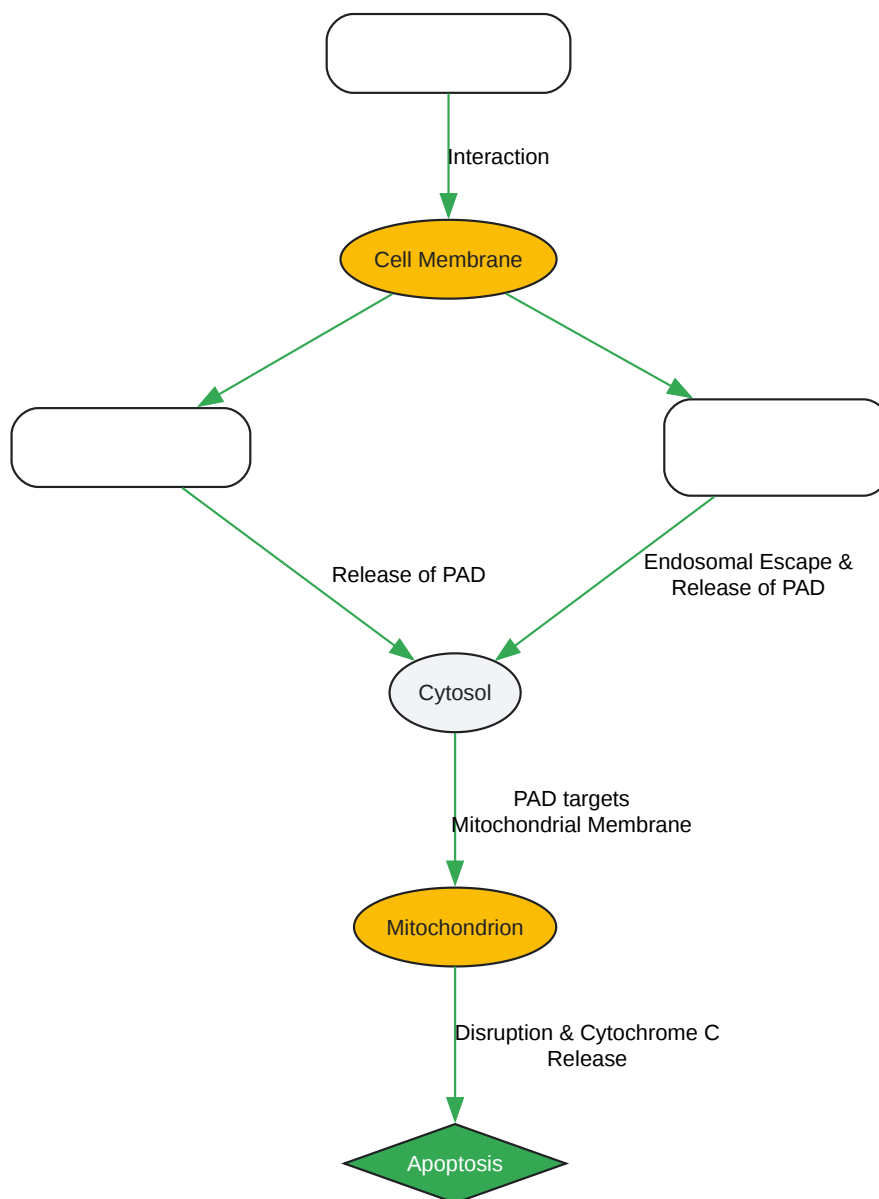 Interaction
Cell Membrane
Release of PAD
Endosomal Escape &
Release of PAD
Cytosol
PAD targets
Mitochondrial Membrane
Mitochondrion
Disruption & Cytochrome C
Release
Apoptosis